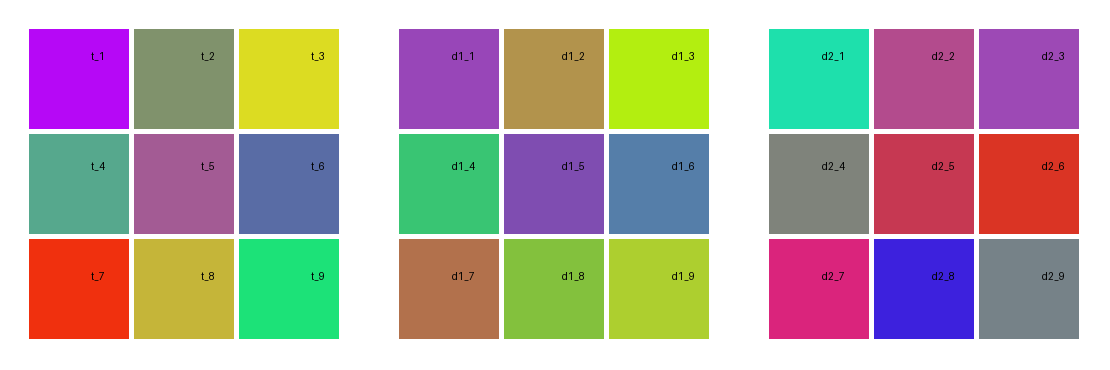 t_1 t_2 t_3 d1_1 d1_2 d1_3 d2_1 d2_2 d2_3
t_4 t_5 t_6 d1_4 d1_5 d1_6 d2_4 d2_5 d2_6
t_7 t_8 t_9 d1_7 d1_8 d1_9 d2_7 d2_8 d2_9